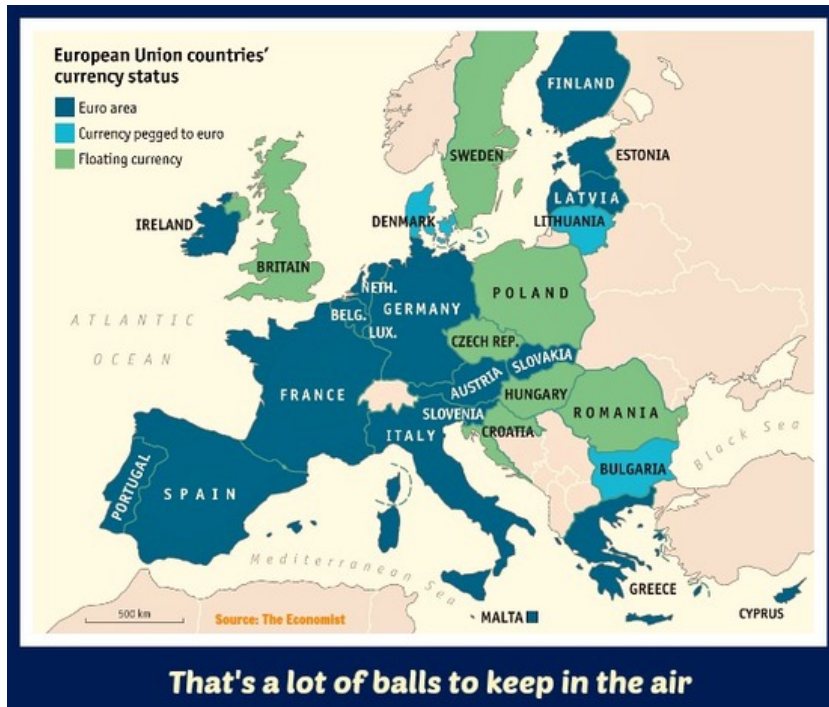 European Union countries'
currency status
Euro area
Currency pegged to euro
Floating currency
FINLAND
SWEDEN
ESTONIA
LATVIA
LITHUANIA
DENMARK
IRELAND
BRITAIN
NETH.
GERMANY
POLAND
BELG.
LUX.
ATLANTIC
OCEAN
CZECH REP.
SLOVAKIA
AUSTRIA
FRANCE
HUNGARY
SLOVENIA
ROMANIA
ITALY
CROATIA
Black Sea
BULGARIA
PORTUGAL
SPAIN
Mediterranean Sea
GREECE
500 km
Source: The Economist
MALTA
CYPRUS
That's a lot of balls to keep in the air